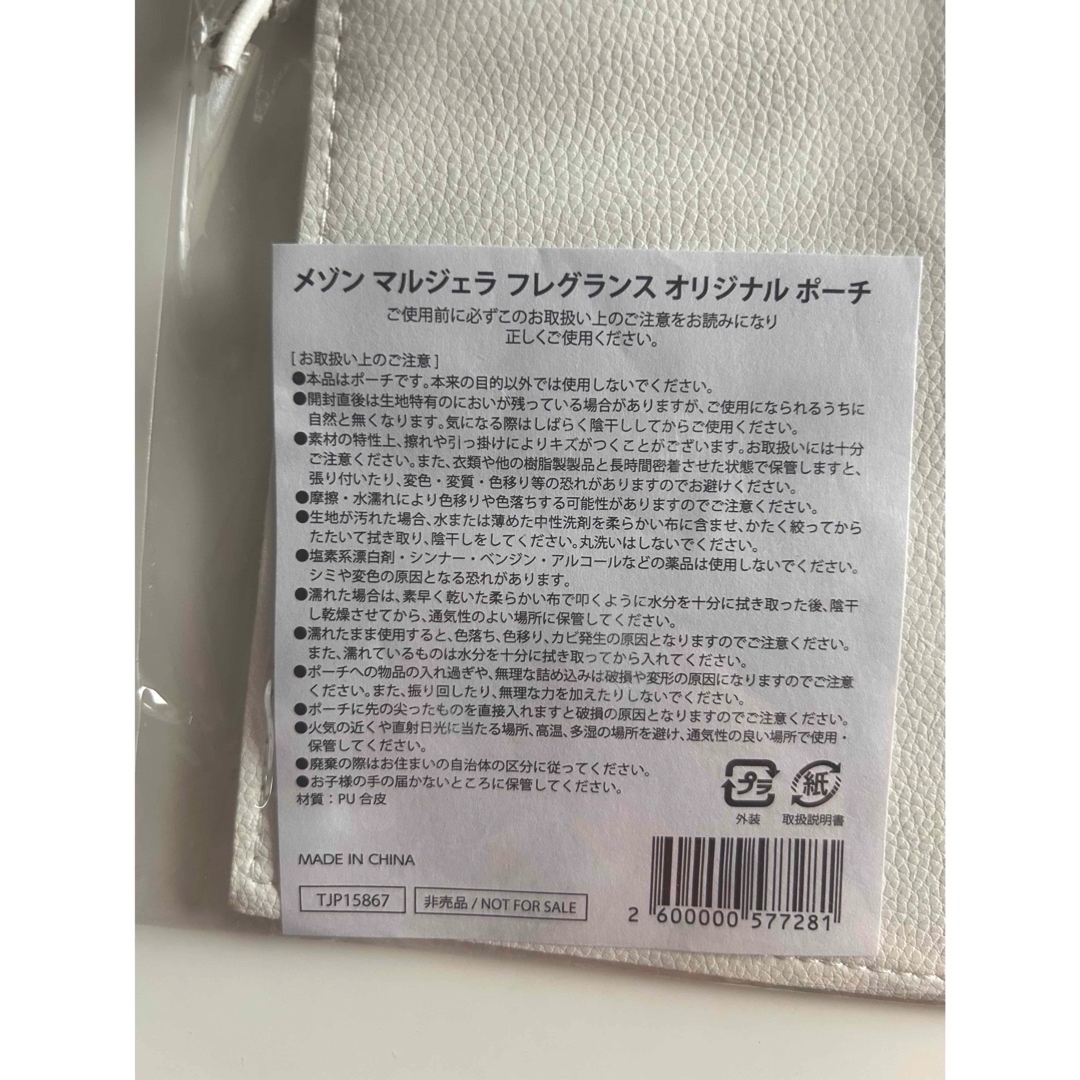 メゾン マルジェラ フレグランス オリジナル ポーチ
ご使用前に必ずこのお取扱い上のご注意をお読みになり
正しくご使用ください。
[お取扱い上のご注意]
●本品はポーチです。本来の目的以外では使用しないでください。
●開封直後は生地特有のにおいが残っている場合がありますが、ご使用になられるうちに
自然と無くなります。気になる際はしばらく陰干ししてからご使用ください。
●素材の特性上、擦れや引っ掛けによりキズがつくことがございます。お取扱いには十分
ご注意ください。また、衣類や他の樹脂製製品と長時間密着させた状態で保管しますと、
張り付いたり、変色・変質・色移り等の恐れがありますのでお避けください。
●摩擦・水濡れにより色移りや色落ちする可能性がありますのでご注意ください。
●生地が汚れた場合、水または薄めた中性洗剤を柔らかい布に含ませ、かたく絞ってから
たたいて拭き取り、陰干しをしてください。丸洗いはしないでください。
●塩素系漂白剤・シンナー・ベンジン・アルコールなどの薬品は使用しないでください。
シミや変色の原因となる恐れがあります。
●濡れた場合は、素早く乾いた柔らかい布で叩くように水分を十分に拭き取った後、陰干
し乾燥させてから、通気性のよい場所に保管してください。
●濡れたまま使用すると、色落ち、色移り、カビ発生の原因となりますのでご注意ください。
また、濡れているものは水分を十分に拭き取ってから入れてください。
●ポーチへの物品の入れ過ぎや、無理な詰め込みは破損や変形の原因になりますのでご注意
ください。また、振り回したり、無理な力を加えたりしないでください。
●ポーチに先の尖ったものを直接入れますと破損の原因となりますのでご注意ください。
●火気の近くや直射日光に当たる場所、高温、多湿の場所を避け、通気性の良い場所で使用・
保管してください。
●廃棄の際はお住まいの自治体の区分に従ってください。
●お子様の手の届かないところに保管してください。
材質：PU 合皮
プラ 紙
外装 取扱説明書
MADE IN CHINA
TJP15867 非売品 / NOT FOR SALE
2 600000 577281